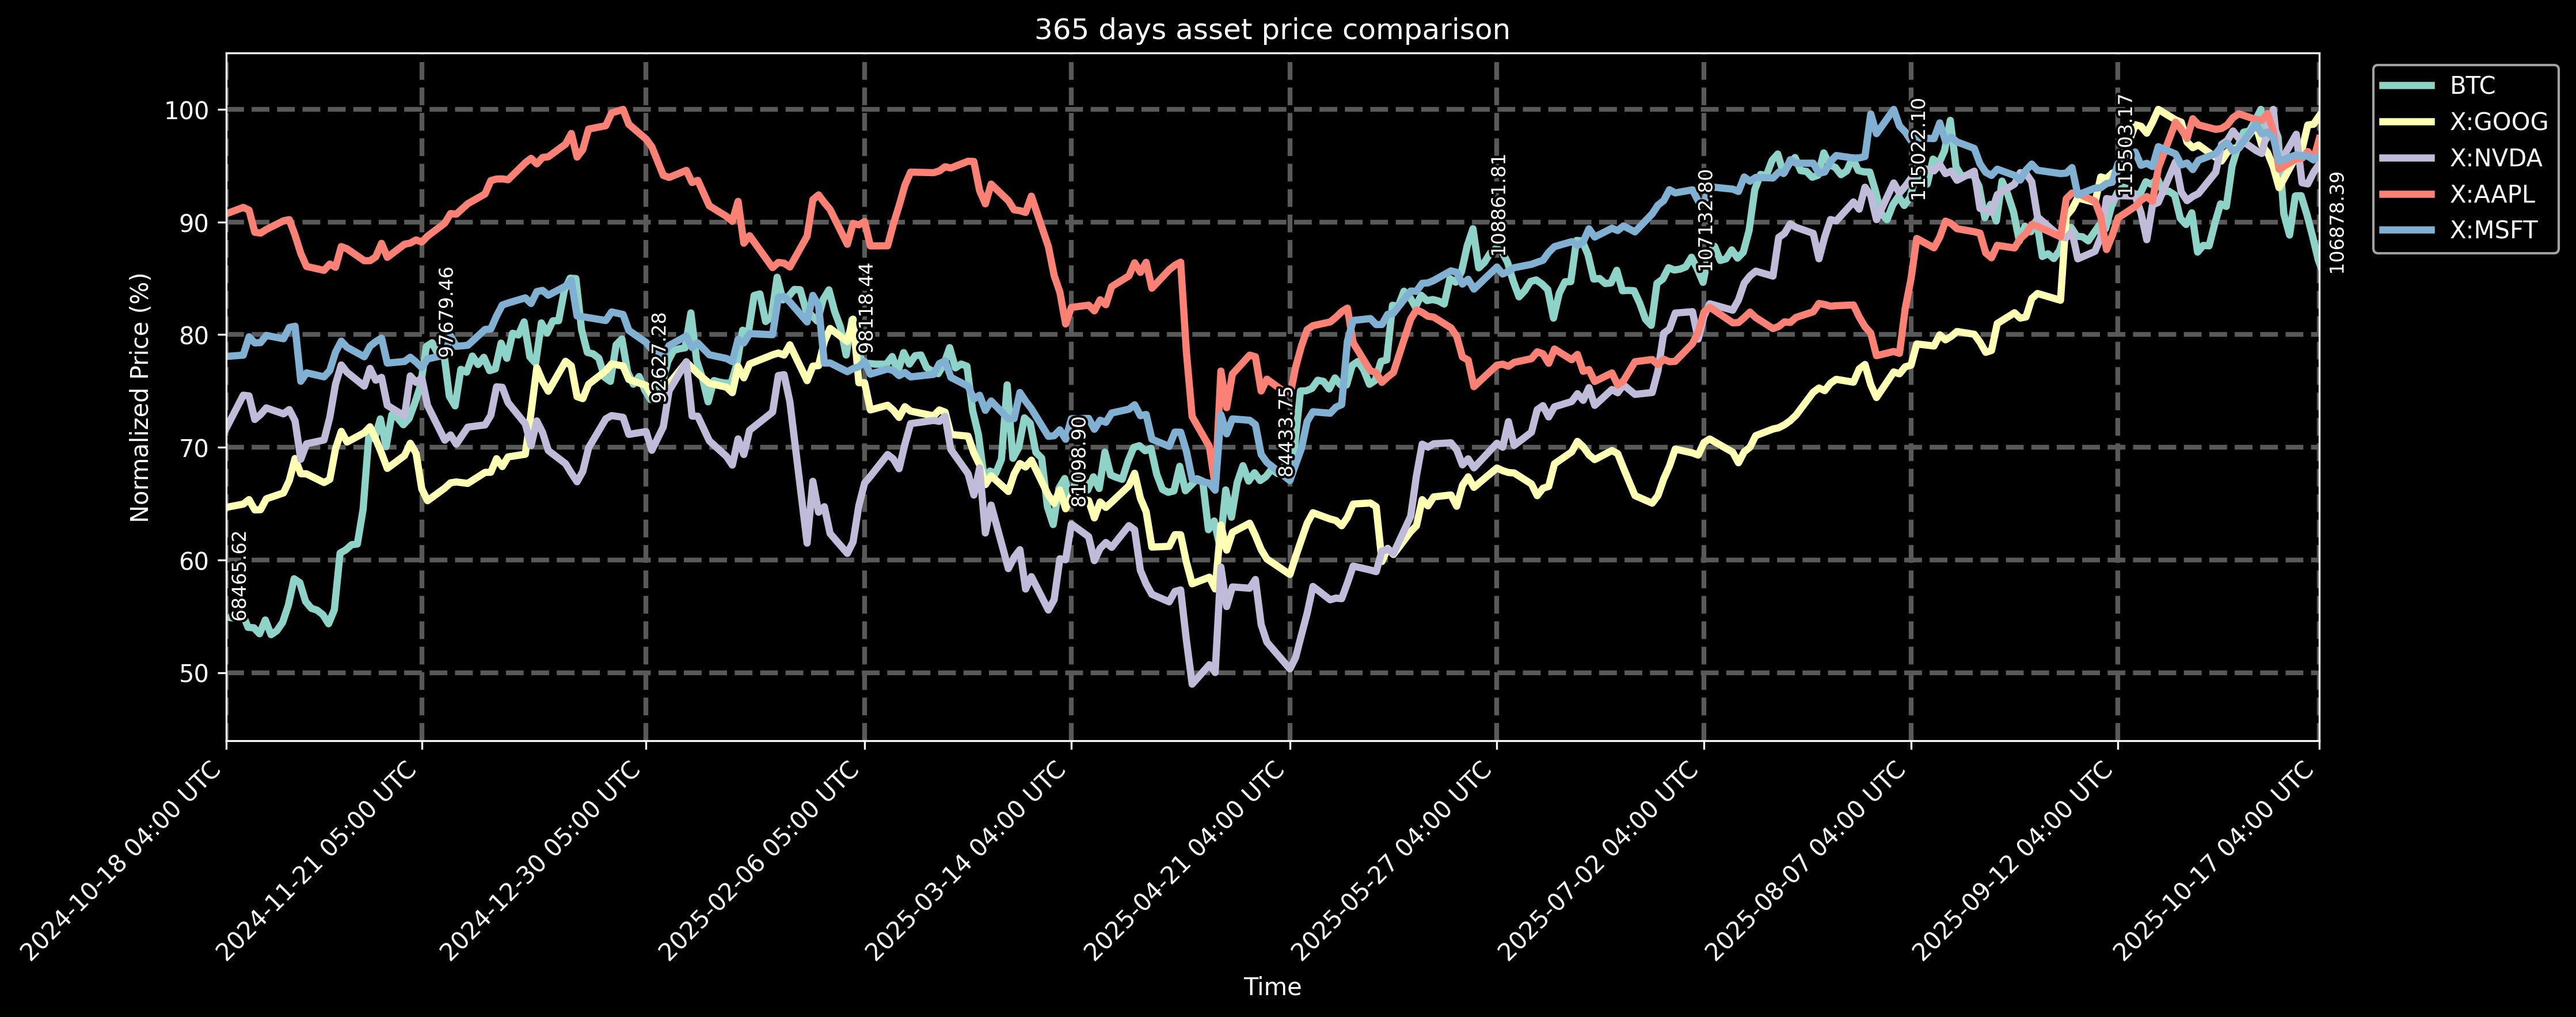 365 days asset price comparison
BTC
X:GOOG
X:NVDA
X:AAPL
X:MSFT
Normalized Price (%)
100
90
80
70
60
50
68465.62
97679.46
92627.28
98118.44
81098.90
84433.75
108861.81
107132.80
115022.10
115503.17
106878.39
2024-10-18 04:00 UTC
2024-11-21 05:00 UTC
2024-12-30 05:00 UTC
2025-02-06 05:00 UTC
2025-03-14 04:00 UTC
2025-04-21 04:00 UTC
2025-05-27 04:00 UTC
2025-07-02 04:00 UTC
2025-08-07 04:00 UTC
2025-09-12 04:00 UTC
2025-10-17 04:00 UTC
Time